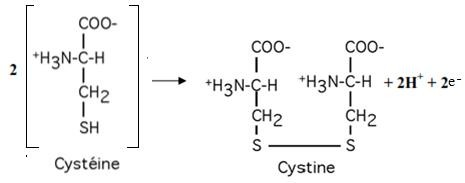 COO-
2 +H3N-C-H
CH2
SH
Cystéine
COO- COO-
+H3N-C-H +H3N-C-H + 2H+ + 2e-
CH2 CH2
S S
Cystine